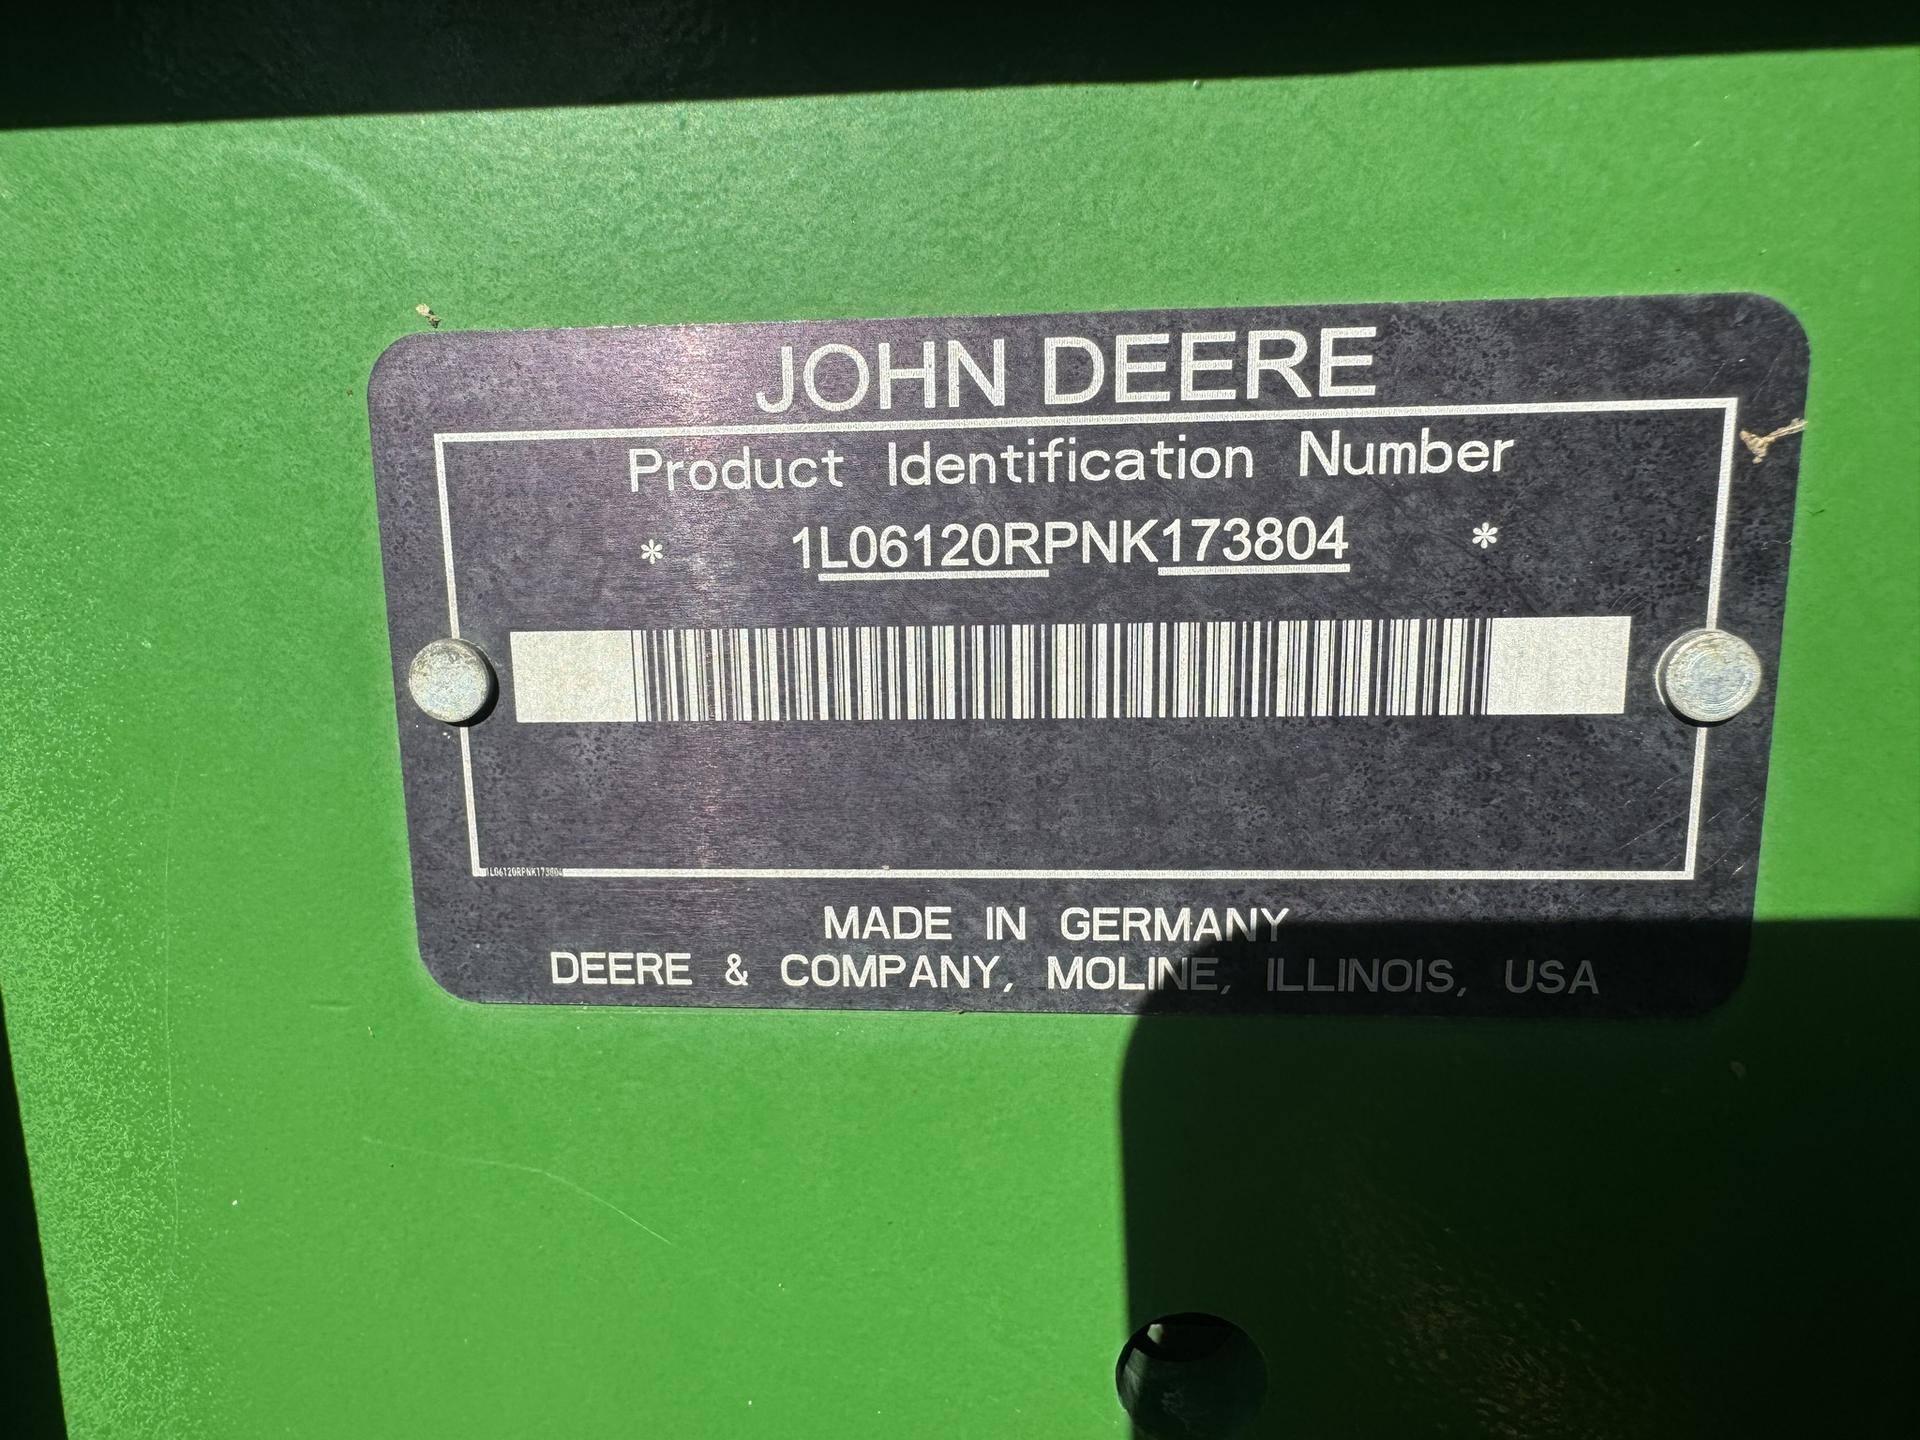 JOHN DEERE
Product Identification Number
* 1L06120RPNK173804 *
1L06120RPNK173804
MADE IN GERMANY
DEERE & COMPANY, MOLINE, ILLINOIS, USA